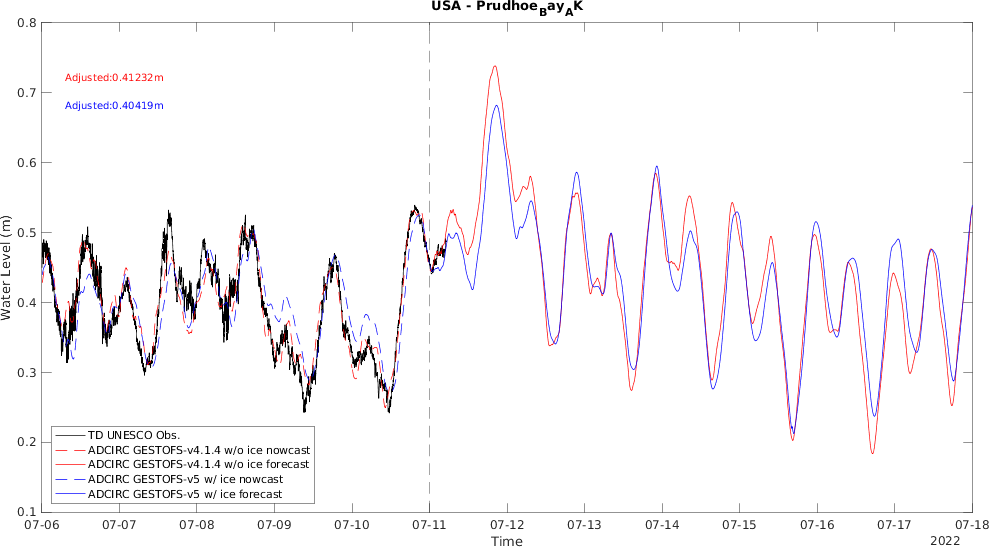 USA - PrudhoeBayAK
Adjusted:0.41232m
Adjusted:0.40419m
Water Level (m)
0.8
0.7
0.6
0.5
0.4
0.3
0.2
0.1
TD UNESCO Obs.
ADCIRC GESTOFS-v4.1.4 w/o ice nowcast
ADCIRC GESTOFS-v4.1.4 w/o ice forecast
ADCIRC GESTOFS-v5 w/ ice nowcast
ADCIRC GESTOFS-v5 w/ ice forecast
07-06 07-07 07-08 07-09 07-10 07-11 07-12 07-13 07-14 07-15 07-16 07-17 07-18
Time
2022